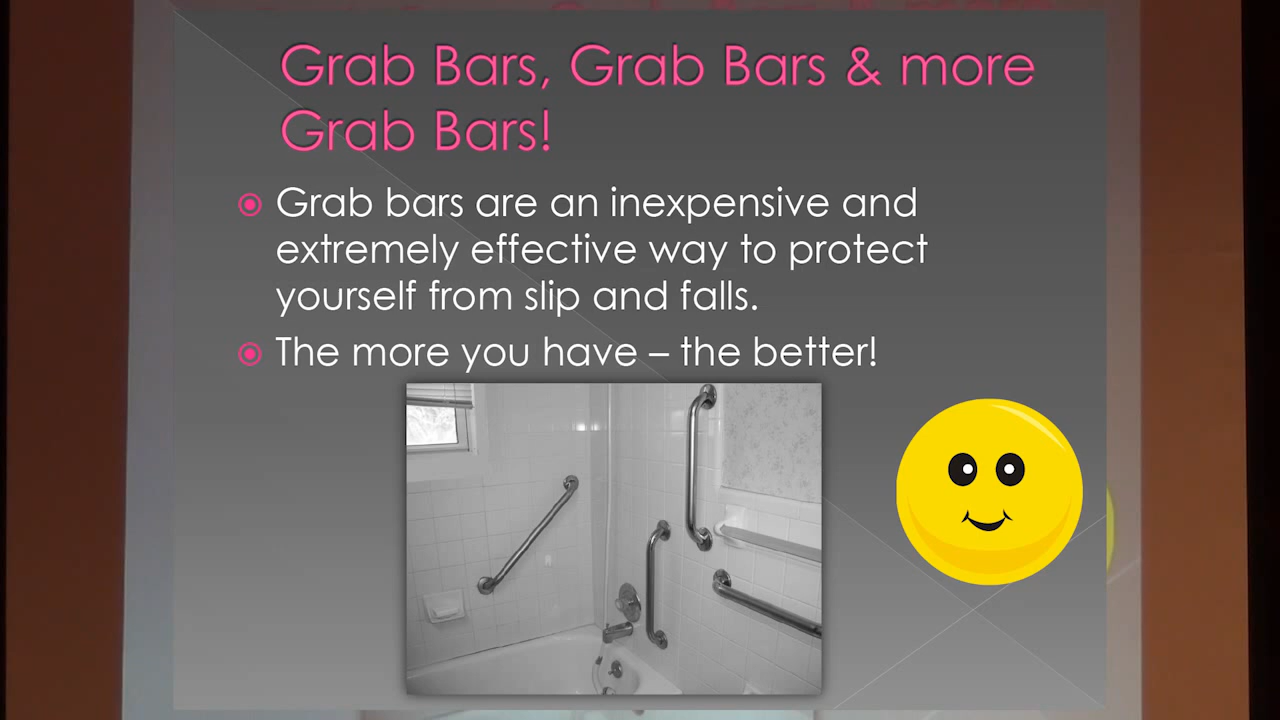 Grab Bars, Grab Bars & more
Grab Bars!
Grab bars are an inexpensive and
extremely effective way to protect
yourself from slip and falls.
The more you have – the better!